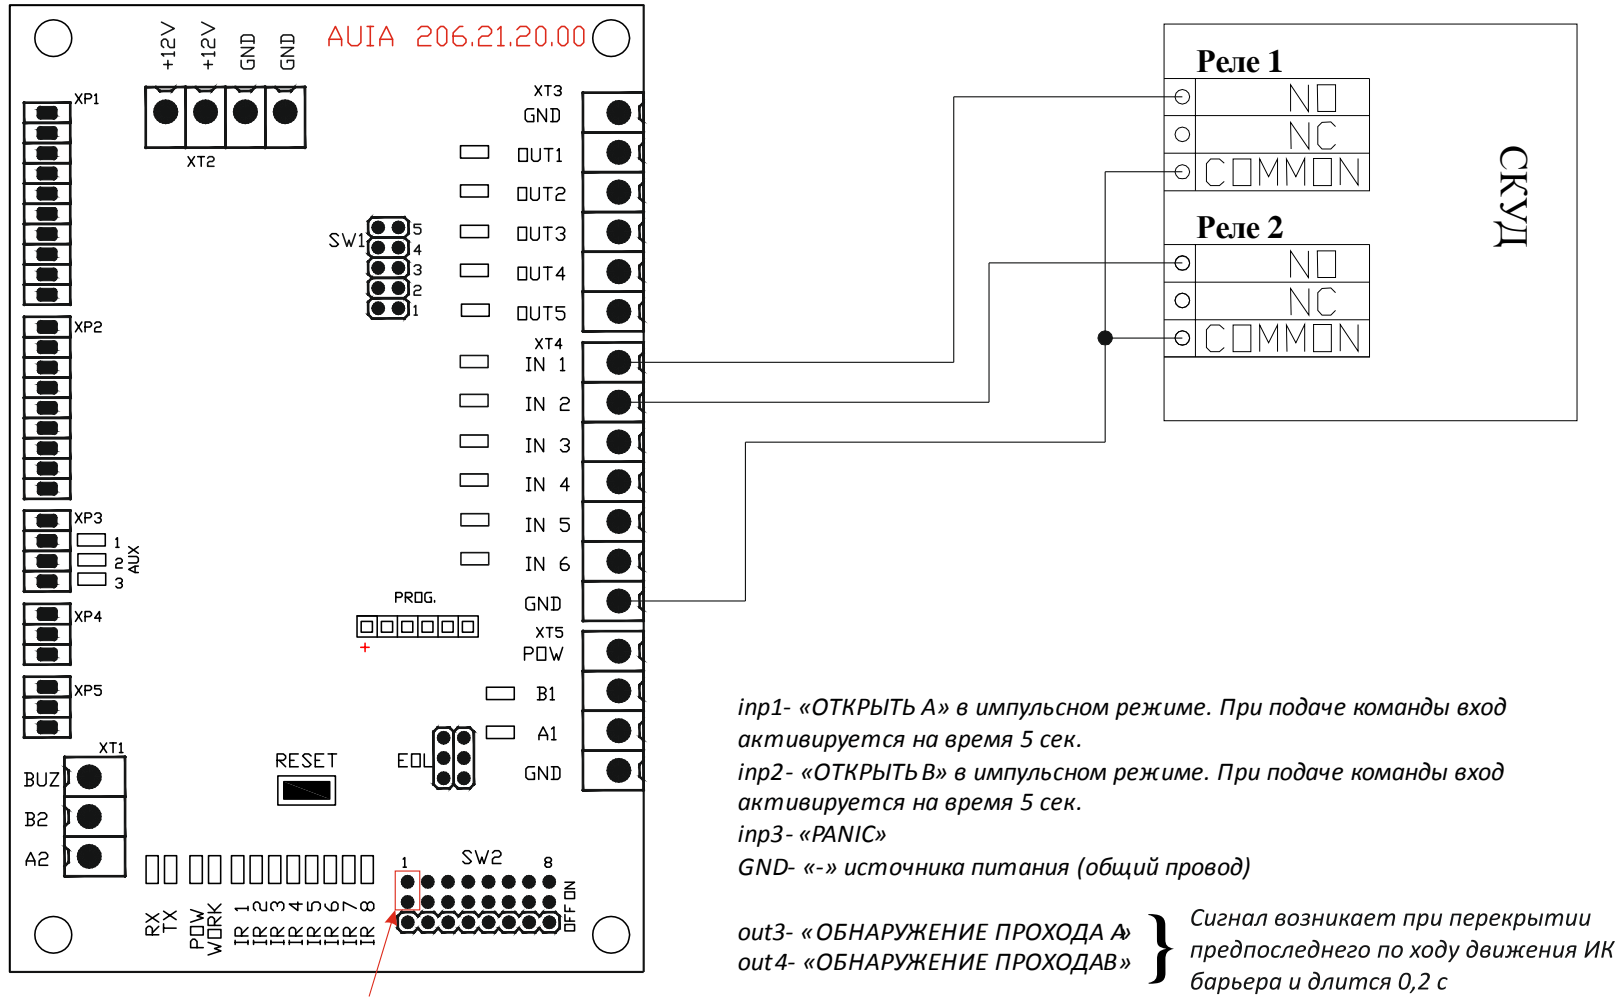 AUIA 206.21.20.00
+12V
+12V
GND
GND
XT2
XP1
XP2
XP3
1
2
3
AUX
XP4
XP5
XT1
BUZ
B2
A2
SW1
5
4
3
2
1
XT3
GND
OUT1
OUT2
OUT3
OUT4
OUT5
XT4
IN 1
IN 2
IN 3
IN 4
IN 5
IN 6
GND
XT5
POW
B1
A1
GND
PROG.
+
RESET
EOL
RX
TX
POW
WORK
IR 1
IR 2
IR 3
IR 4
IR 5
IR 6
IR 7
IR 8
SW2
1
8
OFF ON
Реле 1
NO
NC
COMMON
Реле 2
NO
NC
COMMON
СКУД
inp1- «ОТКРЫТЬ А» в импульсном режиме. При подаче команды вход
активируется на время 5 сек.
inp2- «ОТКРЫТЬ В» в импульсном режиме. При подаче команды вход
активируется на время 5 сек.
inp3- «PANIC»
GND- «-» источника питания (общий провод)
out3- «ОБНАРУЖЕНИЕ ПРОХОДА А»
out4- «ОБНАРУЖЕНИЕ ПРОХОДАВ»
Сигнал возникает при перекрытии
предпоследнего по ходу движения ИК
барьера и длится 0,2 с